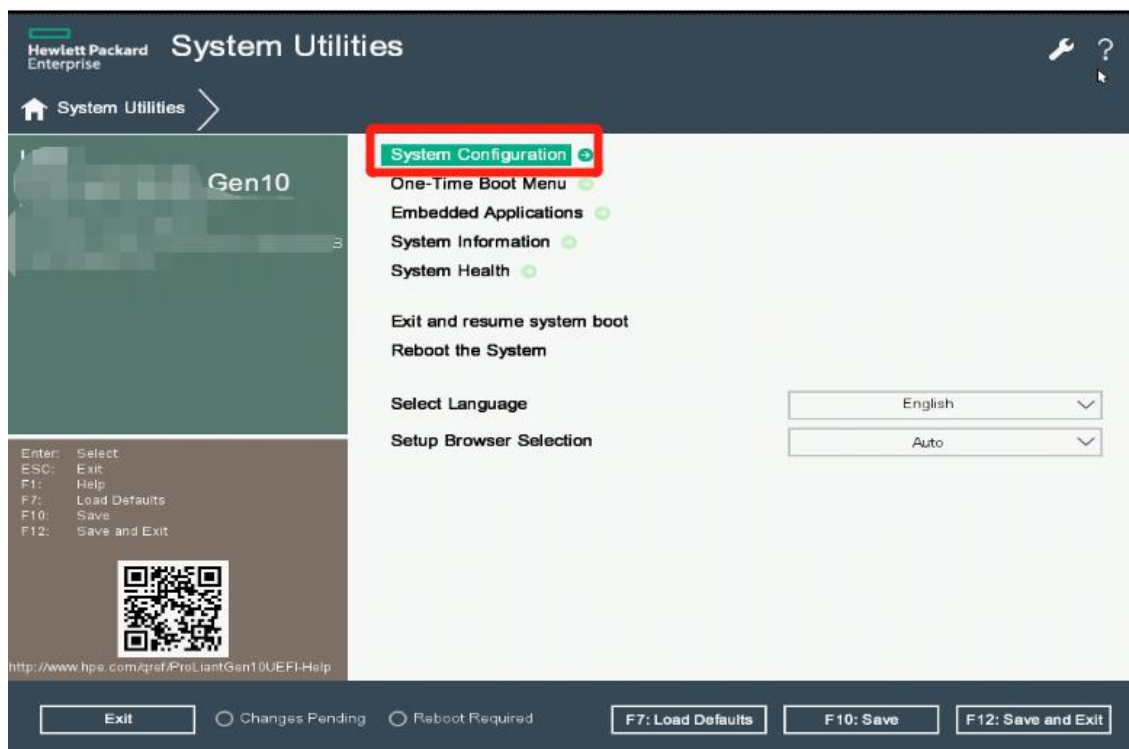 Hewlett Packard
Enterprise
System Utilities
?
System Utilities
Gen10
System Configuration
One-Time Boot Menu
Embedded Applications
System Information
System Health
Exit and resume system boot
Reboot the System
Select Language
English
Setup Browser Selection
Auto
Enter: Select
ESC: Exit
F1: Help
F7: Load Defaults
F10: Save
F12: Save and Exit
http://www.hpe.com/qref/ProLiantGen10UEFI-Help
Exit
Changes Pending
Reboot Required
F7: Load Defaults
F10: Save
F12: Save and Exit